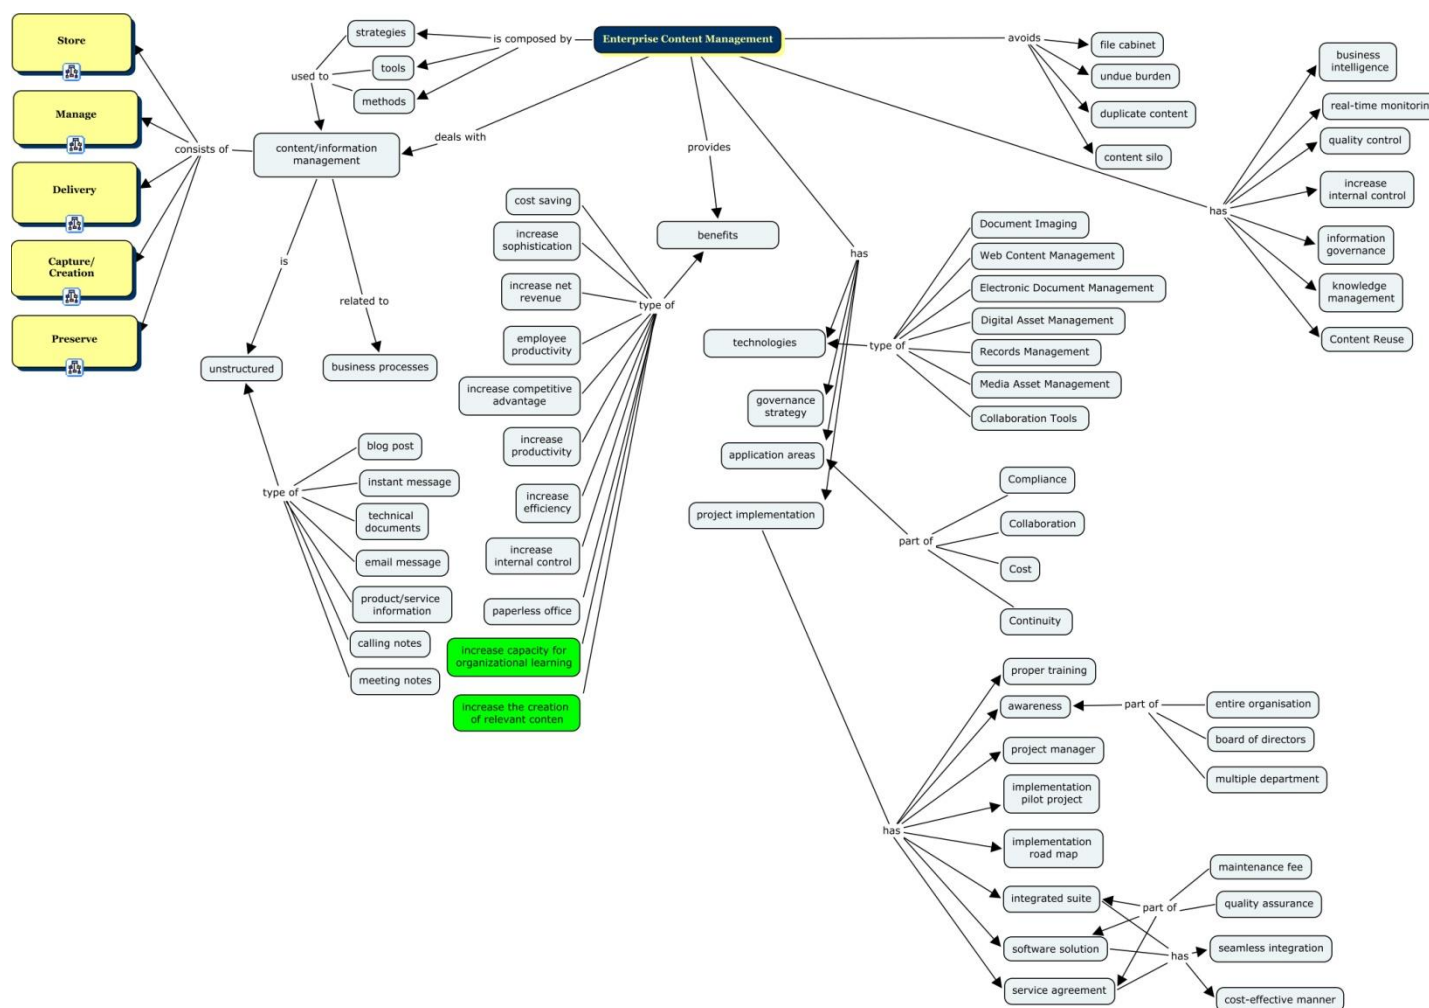 Enterprise Content Management
is composed by
strategies
tools
methods
used to
deals with
content/information
management
consists of
Store
Manage
Delivery
Capture/
Creation
Preserve
is
unstructured
related to
business processes
type of
blog post
instant message
technical
documents
email message
product/service
information
calling notes
meeting notes
provides
benefits
type of
cost saving
increase
sophistication
increase net
revenue
employee
productivity
increase competitive
advantage
increase
productivity
increase
efficiency
increase
internal control
paperless office
increase capacity for
organizational learning
increase the creation
of relevant conten
has
technologies
governance
strategy
application areas
project implementation
type of
Document Imaging
Web Content Management
Electronic Document Management
Digital Asset Management
Records Management
Media Asset Management
Collaboration Tools
part of
Compliance
Collaboration
Cost
Continuity
avoids
file cabinet
undue burden
duplicate content
content silo
has
business
intelligence
real-time monitorin
quality control
increase
internal control
information
governance
knowledge
management
Content Reuse
has
proper training
awareness
project manager
implementation
pilot project
implementation
road map
integrated suite
software solution
service agreement
part of
entire organisation
board of directors
multiple department
part of
maintenance fee
quality assurance
has
seamless integration
cost-effective manner